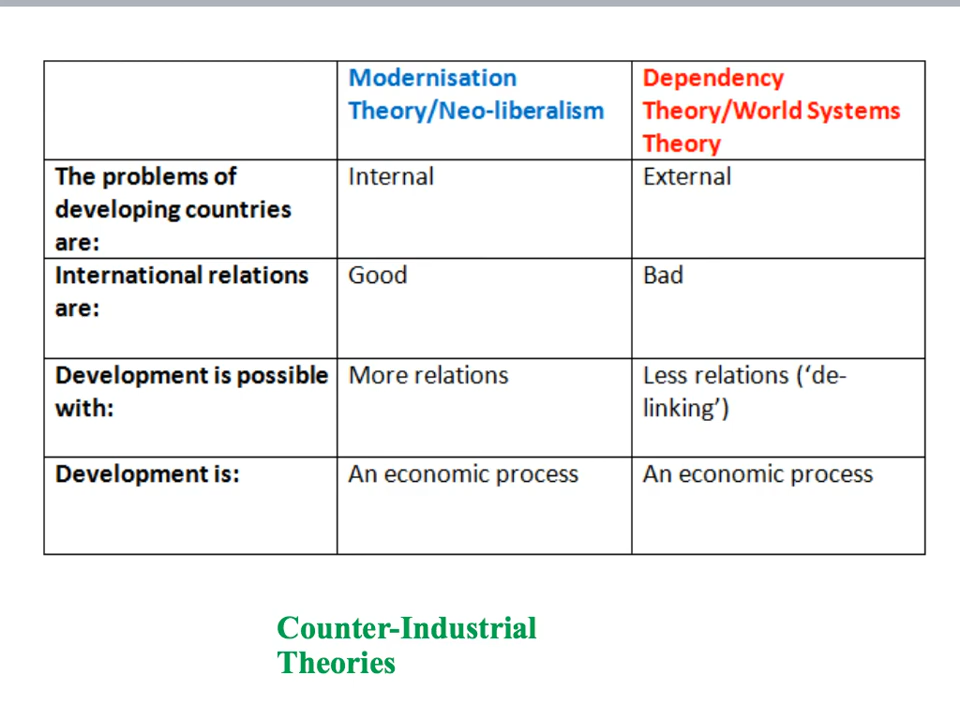 Modernisation
Theory/Neo-liberalism
Dependency
Theory/World Systems
Theory
The problems of
developing countries
are:
Internal
External
International relations
are:
Good
Bad
Development is possible
with:
More relations
Less relations (‘de-
linking’)
Development is:
An economic process
An economic process
Counter-Industrial
Theories